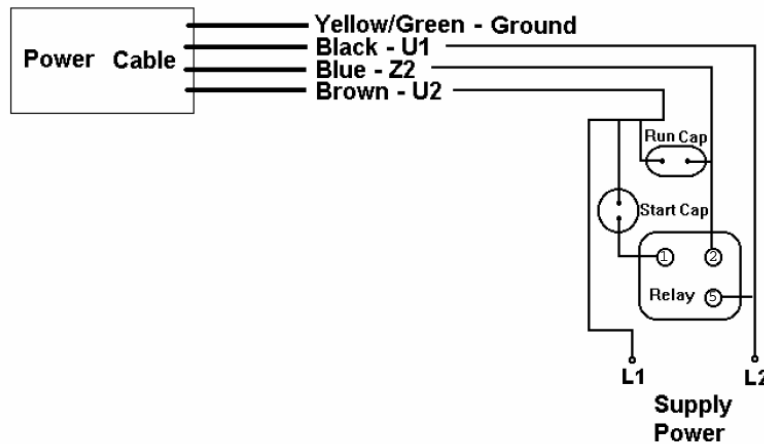 Power Cable
Yellow/Green - Ground
Black - U1
Blue - Z2
Brown - U2
Run Cap
Start Cap
1
2
Relay
5
L1
L2
Supply
Power